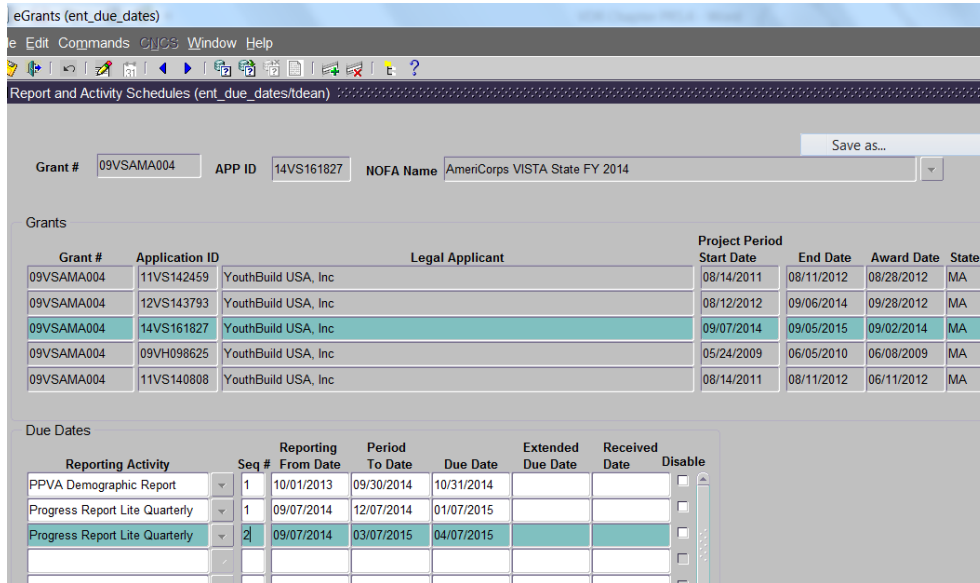 eGrants (ent_due_dates)
le Edit Commands CNCS Window Help
31 ?
Report and Activity Schedules (ent_due_dates/tdean)
Save as...
Grant # 09VSAMA004 APP ID 14VS161827 NOFA Name AmeriCorps VISTA State FY 2014
Grants
Project Period
Grant # Application ID Legal Applicant Start Date End Date Award Date State
09VSAMA004 11VS142459 YouthBuild USA, Inc 08/14/2011 08/11/2012 08/28/2012 MA
09VSAMA004 12VS143793 YouthBuild USA, Inc 08/12/2012 09/06/2014 09/28/2012 MA
09VSAMA004 14VS161827 YouthBuild USA, Inc 09/07/2014 09/05/2015 09/02/2014 MA
09VSAMA004 09VH098625 YouthBuild USA, Inc 05/24/2009 06/05/2010 06/08/2009 MA
09VSAMA004 11VS140808 YouthBuild USA, Inc 08/14/2011 08/11/2012 06/11/2012 MA
Due Dates
Reporting Period Extended Received
Reporting Activity Seq # From Date To Date Due Date Due Date Date Disable
PPVA Demographic Report 1 10/01/2013 09/30/2014 10/31/2014
Progress Report Lite Quarterly 1 09/07/2014 12/07/2014 01/07/2015
Progress Report Lite Quarterly 2 09/07/2014 03/07/2015 04/07/2015